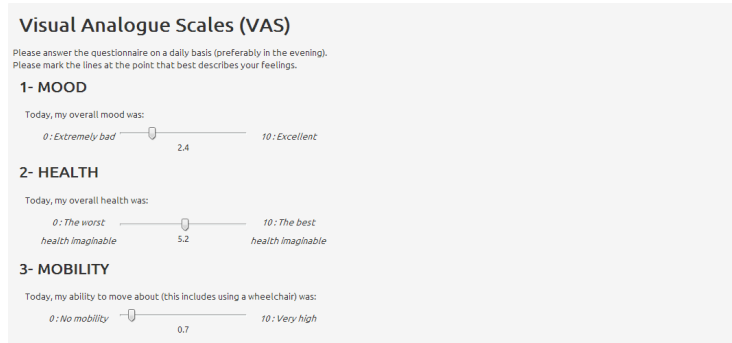 Visual Analogue Scales (VAS)
Please answer the questionnaire on a daily basis (preferably in the evening).
Please mark the lines at the point that best describes your feelings.
1- MOOD
Today, my overall mood was:
0 : Extremely bad 10 : Excellent
2.4
2- HEALTH
Today, my overall health was:
0 : The worst 10 : The best
health imaginable 5.2 health imaginable
3- MOBILITY
Today, my ability to move about (this includes using a wheelchair) was:
0 : No mobility 10 : Very high
0.7